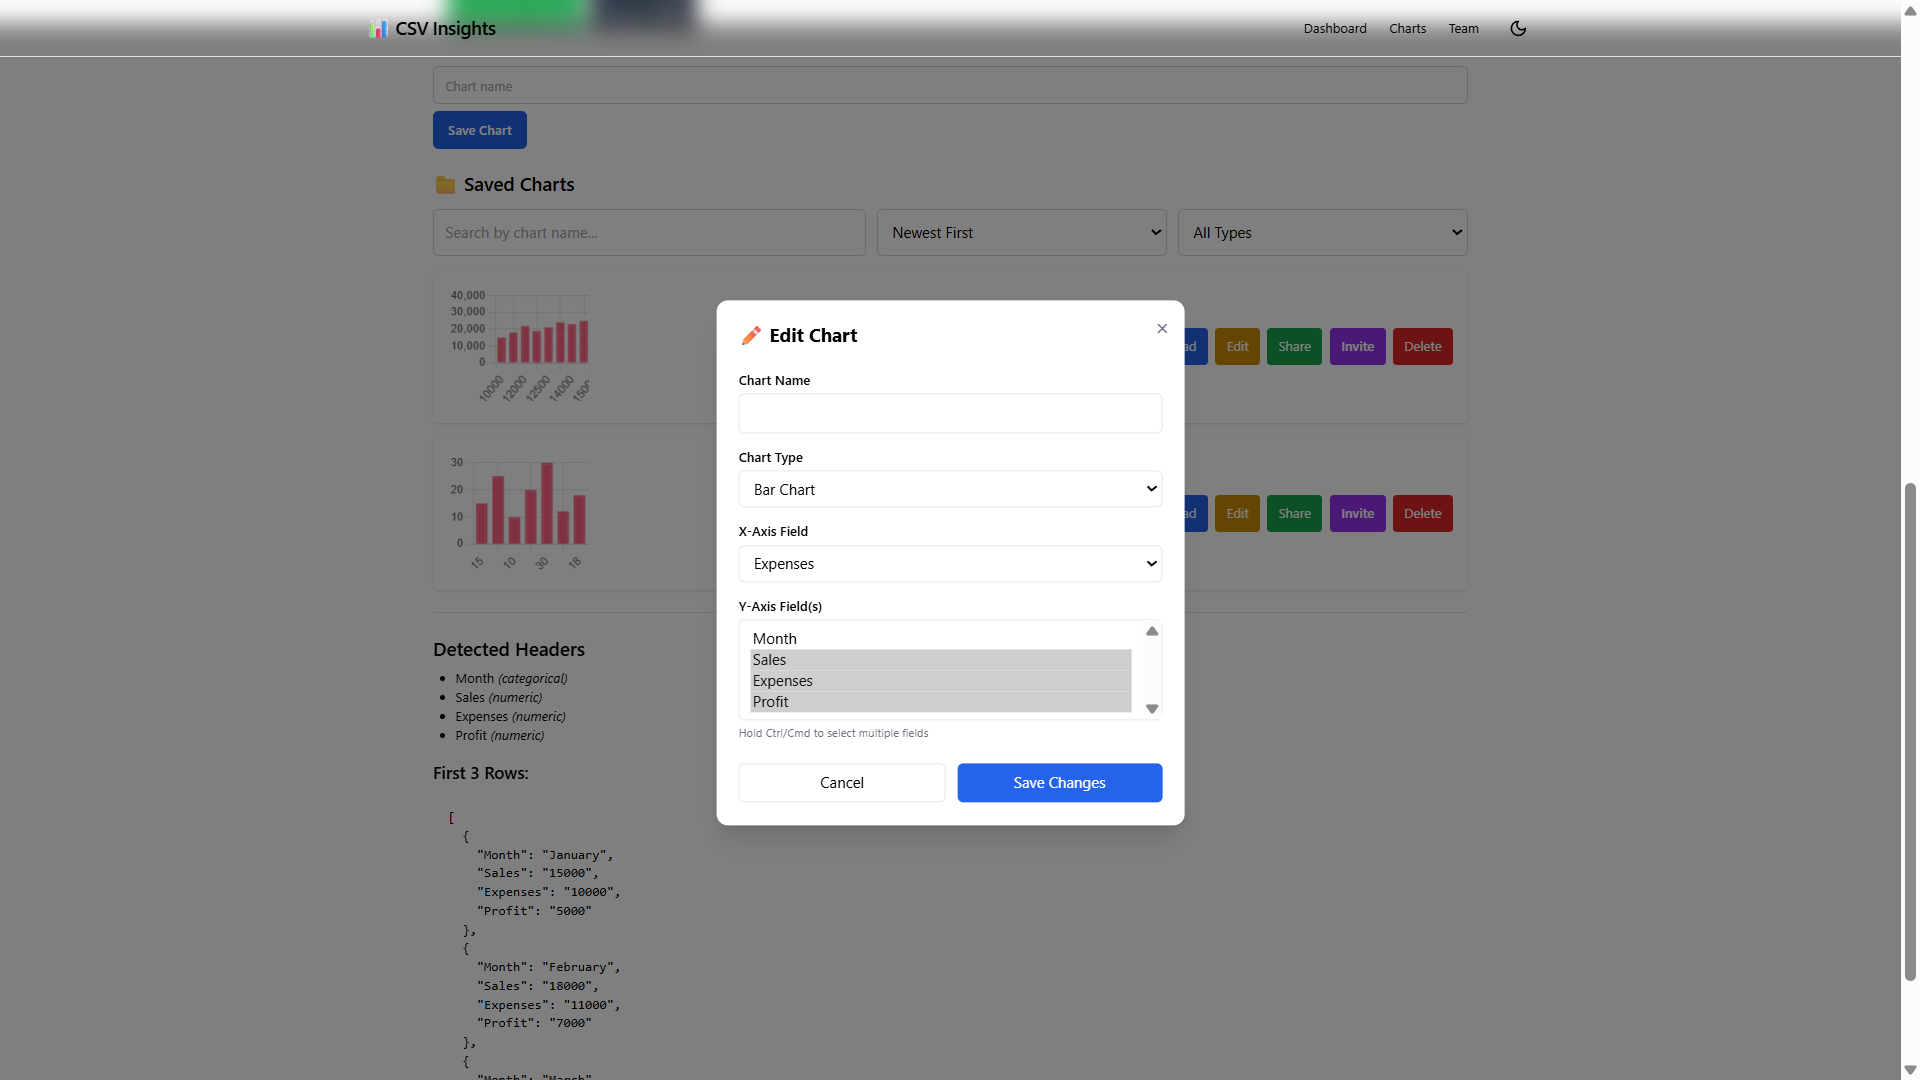 CSV Insights
Dashboard Charts Team
Chart name
Save Chart
Saved Charts
Search by chart name...
Newest First
All Types
40,000
30,000
20,000
10,000
0
10000 12000 12500 14000
Edit Share Invite Delete
30
20
10
0
15 10 30 18
Edit Share Invite Delete
Edit Chart
Chart Name
Chart Type
Bar Chart
X-Axis Field
Expenses
Y-Axis Field(s)
Month
Sales
Expenses
Profit
Hold Ctrl/Cmd to select multiple fields
Cancel
Save Changes
Detected Headers
Month (categorical)
Sales (numeric)
Expenses (numeric)
Profit (numeric)
First 3 Rows:
[
{
"Month": "January",
"Sales": "15000",
"Expenses": "10000",
"Profit": "5000"
},
{
"Month": "February",
"Sales": "18000",
"Expenses": "11000",
"Profit": "7000"
},
{
"Month": "March"